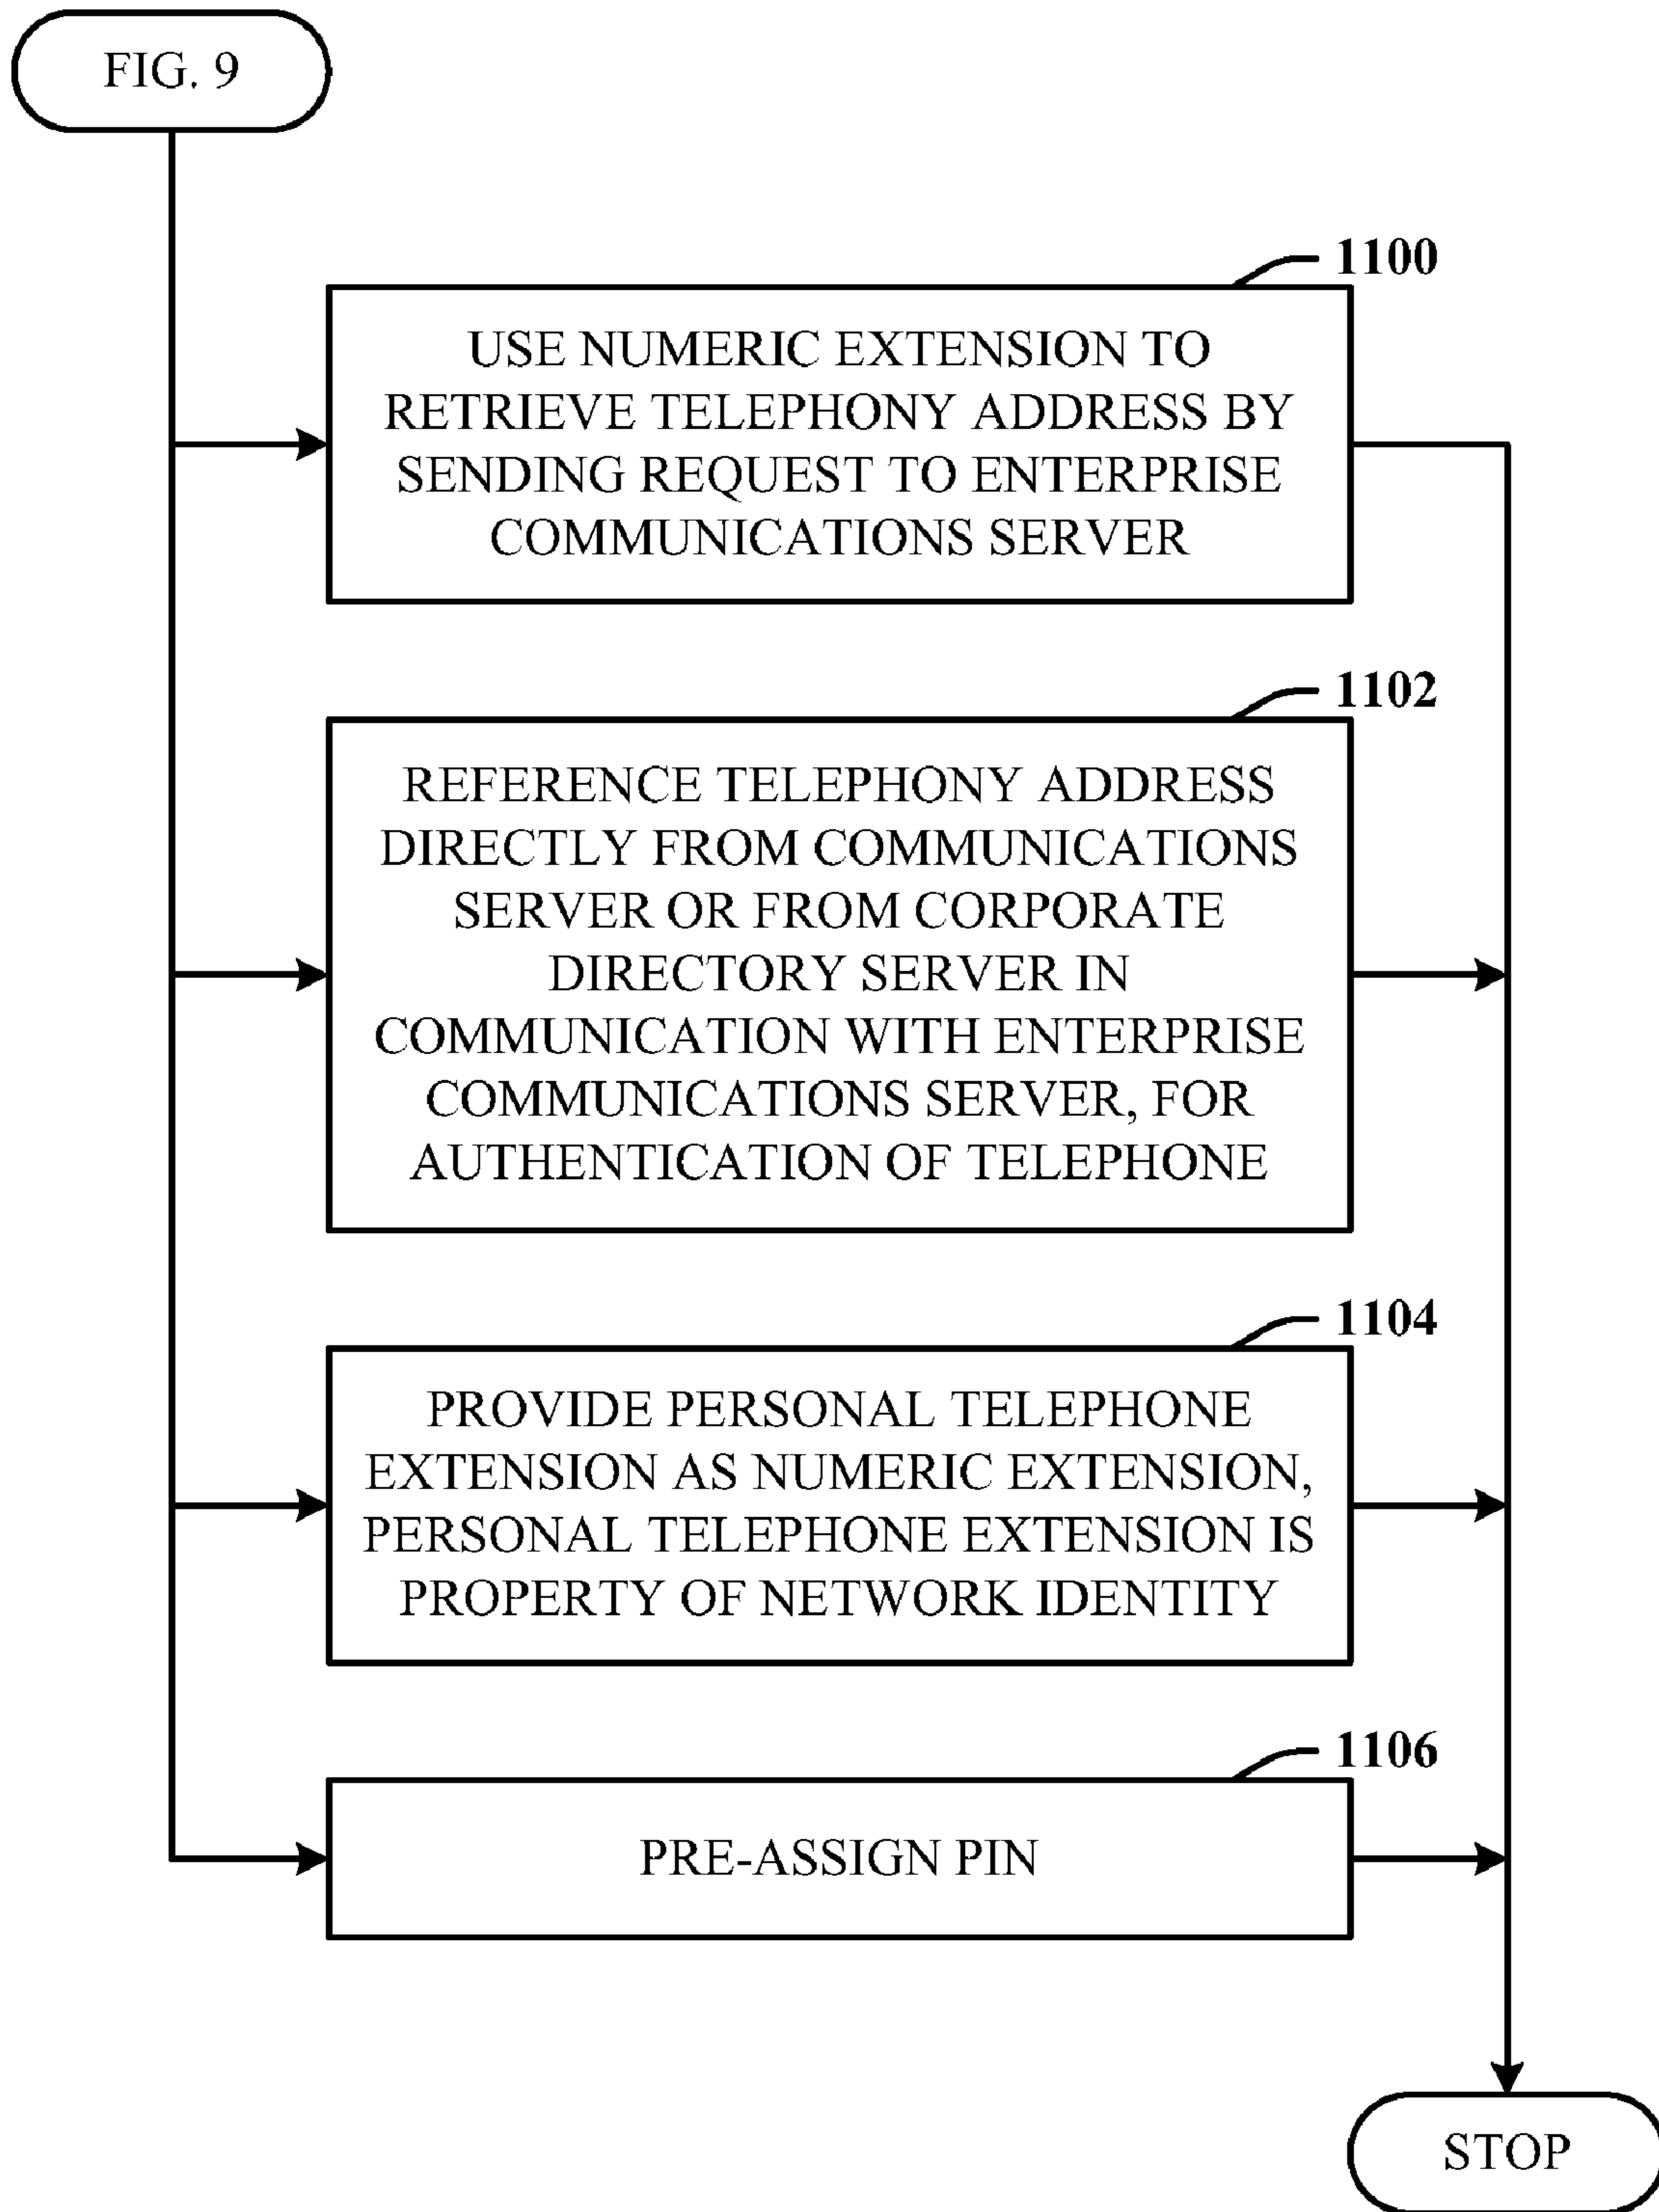 FIG. 9
1100
USE NUMERIC EXTENSION TO
RETRIEVE TELEPHONY ADDRESS BY
SENDING REQUEST TO ENTERPRISE
COMMUNICATIONS SERVER
1102
REFERENCE TELEPHONY ADDRESS
DIRECTLY FROM COMMUNICATIONS
SERVER OR FROM CORPORATE
DIRECTORY SERVER IN
COMMUNICATION WITH ENTERPRISE
COMMUNICATIONS SERVER, FOR
AUTHENTICATION OF TELEPHONE
1104
PROVIDE PERSONAL TELEPHONE
EXTENSION AS NUMERIC EXTENSION,
PERSONAL TELEPHONE EXTENSION IS
PROPERTY OF NETWORK IDENTITY
1106
PRE-ASSIGN PIN
STOP